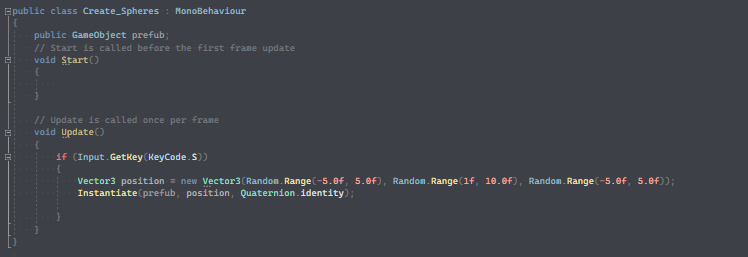 public class Create_Spheres : MonoBehaviour
{
public GameObject prefub;
// Start is called before the first frame update
void Start()
{
}
// Update is called once per frame
void Update()
{
if (Input.GetKey(KeyCode.S))
{
Vector3 position = new Vector3(Random.Range(-5.0f, 5.0f), Random.Range(1f, 10.0f), Random.Range(-5.0f, 5.0f));
Instantiate(prefub, position, Quaternion.identity);
}
}
}